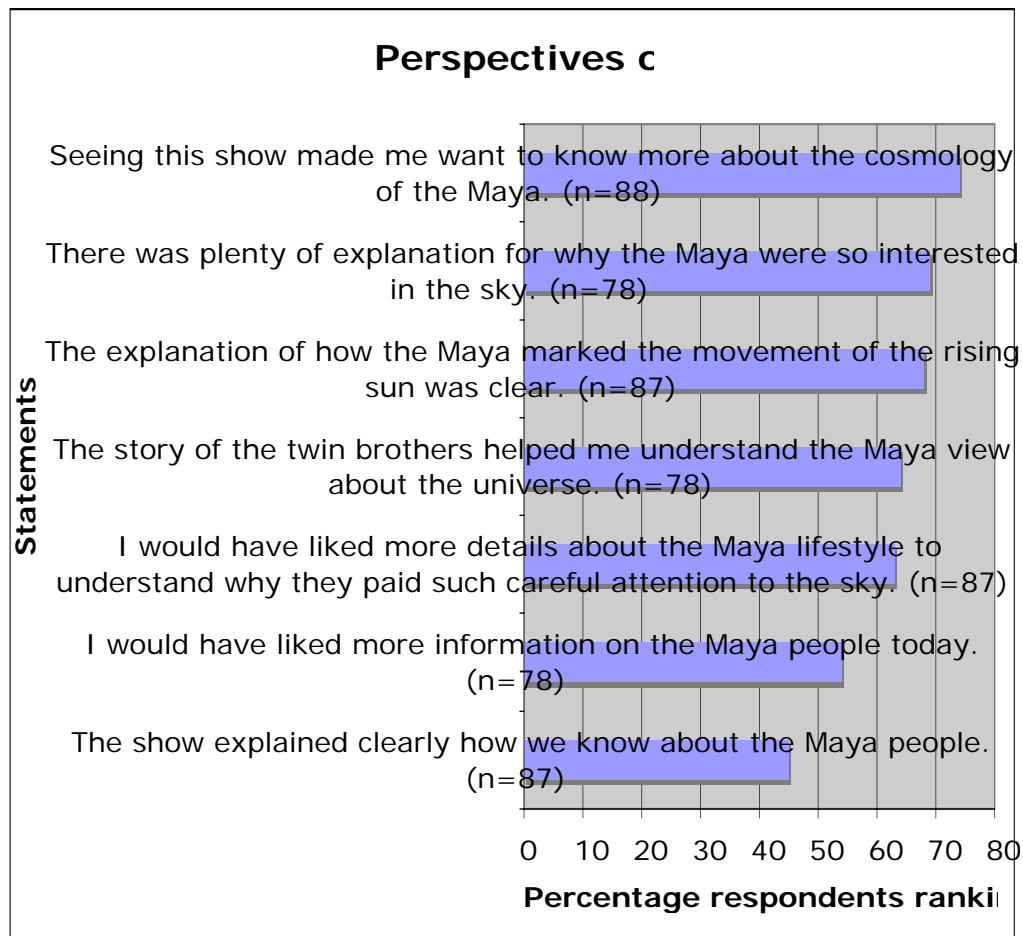 Perspectives
Seeing this show made me want to know more about the cosmology
of the Maya. (n=88)
There was plenty of explanation for why the Maya were so interested
in the sky. (n=78)
The explanation of how the Maya marked the movement of the rising
sun was clear. (n=87)
The story of the twin brothers helped me understand the Maya view
about the universe. (n=78)
I would have liked more details about the Maya lifestyle to
understand why they paid such careful attention to the sky. (n=87)
I would have liked more information on the Maya people today.
(n=78)
The show explained clearly how we know about the Maya people.
(n=87)
Statements
0 10 20 30 40 50 60 70 80
Percentage respondents